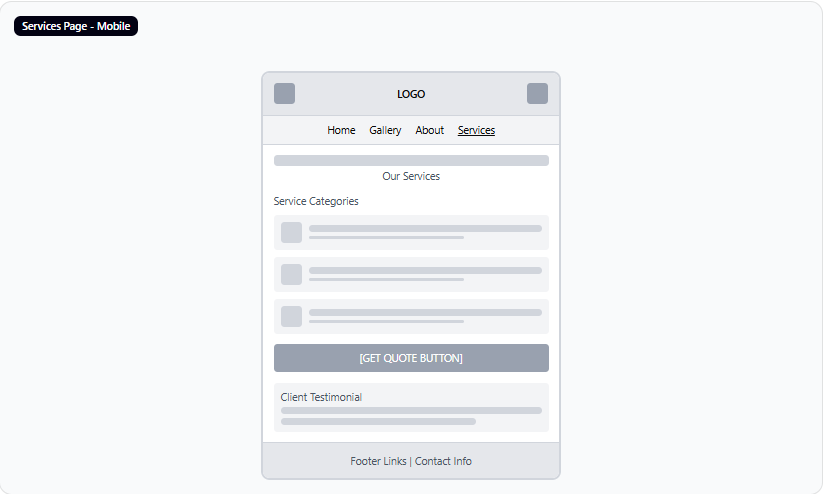 Services Page - Mobile
LOGO
Home Gallery About Services
Our Services
Service Categories
[GET QUOTE BUTTON]
Client Testimonial
Footer Links | Contact Info